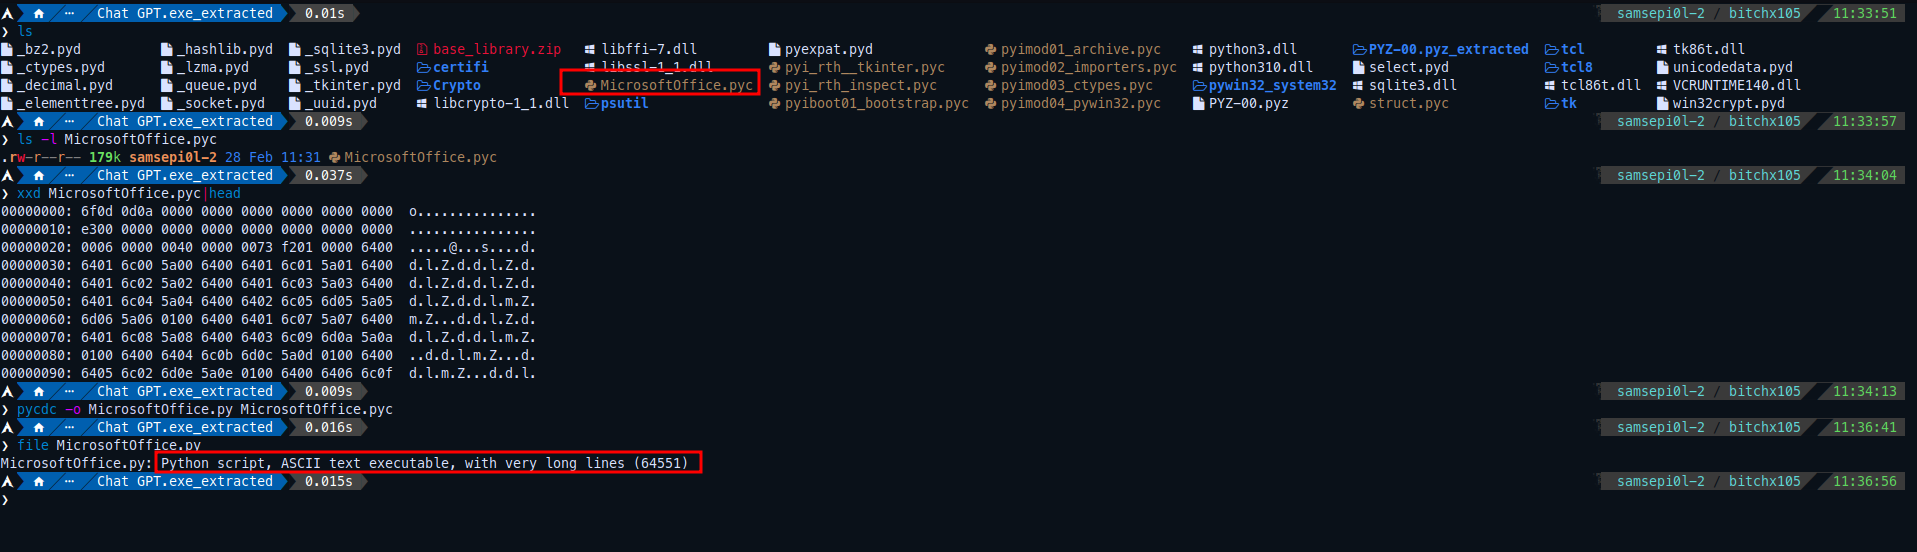 Chat GPT.exe_extracted 0.01s samsepi0l-2 / bitchx105 11:33:51
❯ ls
_bz2.pyd _hashlib.pyd _sqlite3.pyd base_library.zip libffi-7.dll pyexpat.pyd pyimod01_archive.pyc python3.dll PYZ-00.pyz_extracted tcl tk86t.dll
_ctypes.pyd _lzma.pyd _ssl.pyd certifi libssl-1_1.dll pyi_rth__tkinter.pyc pyimod02_importers.pyc python310.dll select.pyd tcl8 unicodedata.pyd
_decimal.pyd _queue.pyd _tkinter.pyd Crypto MicrosoftOffice.pyc pyi_rth_inspect.pyc pyimod03_ctypes.pyc pywin32_system32 sqlite3.dll tcl86t.dll VCRUNTIME140.dll
_elementtree.pyd _socket.pyd _uuid.pyd libcrypto-1_1.dll psutil pyiboot01_bootstrap.pyc pyimod04_pywin32.pyc PYZ-00.pyz struct.pyc tk win32crypt.pyd
Chat GPT.exe_extracted 0.009s samsepi0l-2 / bitchx105 11:33:57
❯ ls -l MicrosoftOffice.pyc
.rw-r--r-- 179k samsepi0l-2 28 Feb 11:31 MicrosoftOffice.pyc
Chat GPT.exe_extracted 0.037s samsepi0l-2 / bitchx105 11:34:04
❯ xxd MicrosoftOffice.pyc|head
00000000: 6f0d 0d0a 0000 0000 0000 0000 0000 0000 o...............
00000010: e300 0000 0000 0000 0000 0000 0000 0000 ................
00000020: 0006 0000 0040 0000 0073 f201 0000 6400 .....@...s....d.
00000030: 6401 6c00 5a00 6400 6401 6c01 5a01 6400 d.l.Z.d.d.l.Z.d.
00000040: 6401 6c02 5a02 6400 6401 6c03 5a03 6400 d.l.Z.d.d.l.Z.d.
00000050: 6401 6c04 5a04 6400 6402 6c05 6d05 5a05 d.l.Z.d.d.l.m.Z.
00000060: 6d06 5a06 0100 6400 6401 6c07 5a07 6400 m.Z...d.d.l.Z.d.
00000070: 6401 6c08 5a08 6400 6403 6c09 6d0a 5a0a d.l.Z.d.d.l.m.Z.
00000080: 0100 6400 6404 6c0b 6d0c 5a0d 0100 6400 ..d.d.l.m.Z...d.
00000090: 6405 6c02 6d0e 5a0e 0100 6400 6406 6c0f d.l.m.Z...d.d.l.
Chat GPT.exe_extracted 0.009s samsepi0l-2 / bitchx105 11:34:13
❯ pycdc -o MicrosoftOffice.py MicrosoftOffice.pyc
Chat GPT.exe_extracted 0.016s samsepi0l-2 / bitchx105 11:36:41
❯ file MicrosoftOffice.py
MicrosoftOffice.py: Python script, ASCII text executable, with very long lines (64551)
Chat GPT.exe_extracted 0.015s samsepi0l-2 / bitchx105 11:36:56
❯